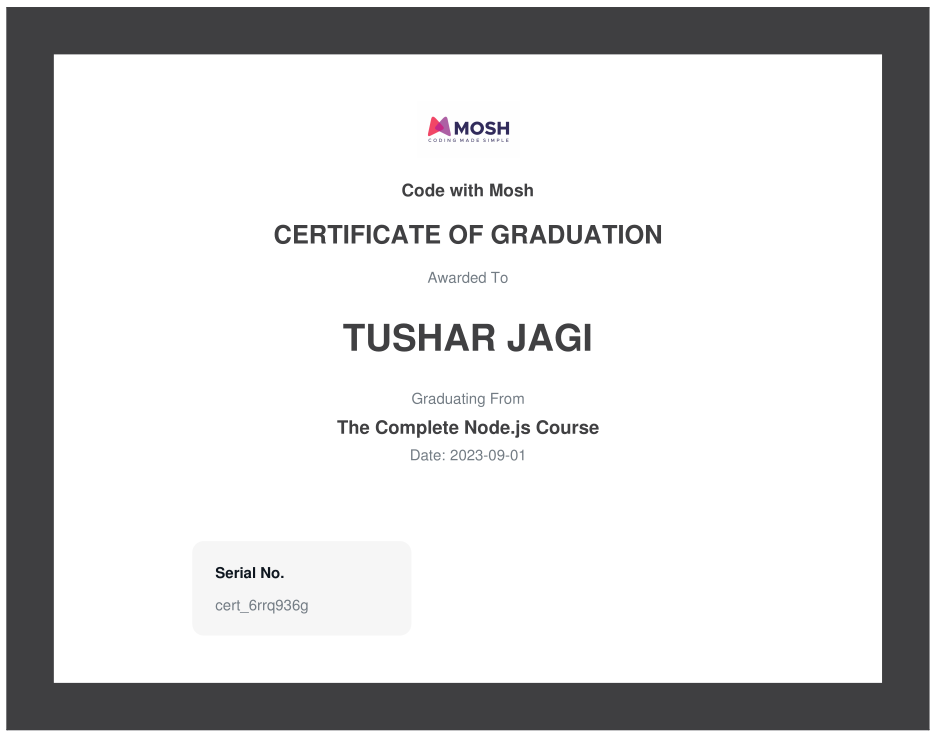 MOSH
CODING MADE SIMPLE
Code with Mosh
CERTIFICATE OF GRADUATION
Awarded To
TUSHAR JAGI
Graduating From
The Complete Node.js Course
Date: 2023-09-01
Serial No.
cert_6rrq936g